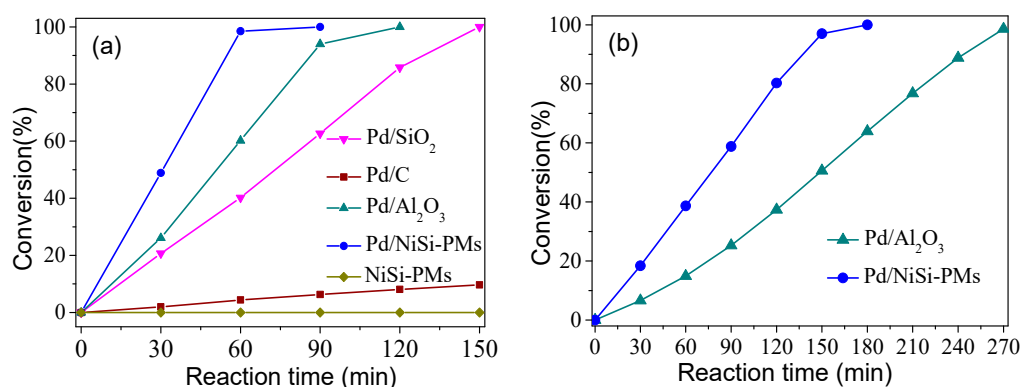 (a)
Conversion(%)
100
80
60
40
20
0
Pd/SiO₂
Pd/C
Pd/Al₂O₃
Pd/NiSi-PMs
NiSi-PMs
0 30 60 90 120 150
Reaction time (min)
(b)
Conversion(%)
100
80
60
40
20
0
Pd/Al₂O₃
Pd/NiSi-PMs
0 30 60 90 120 150 180 210 240 270
Reaction time (min)